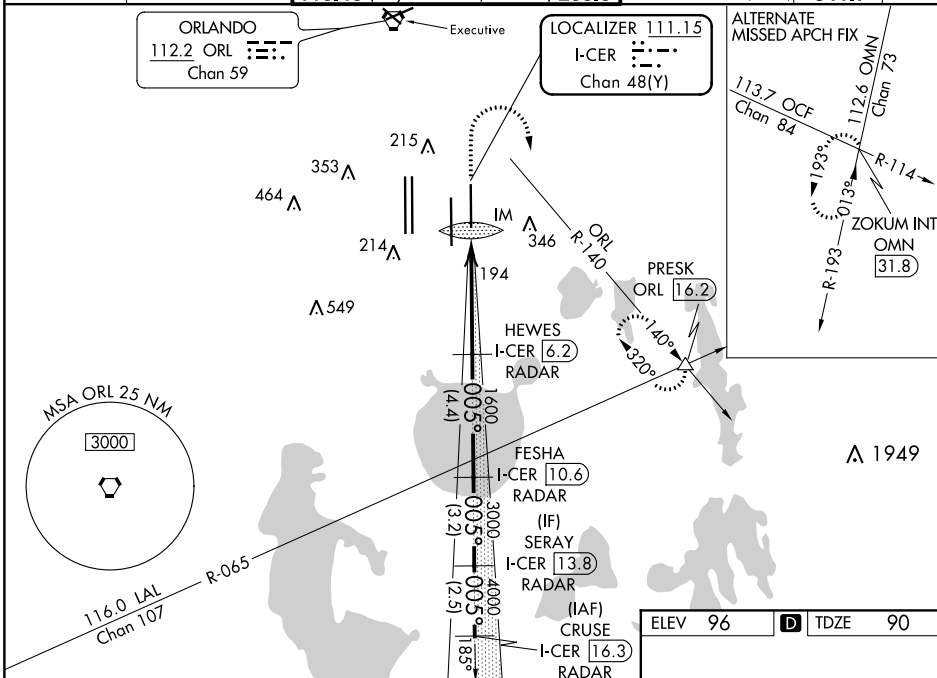 ORLANDO
112.2 ORL
Chan 59
Executive
LOCALIZER 111.15
I-CER
Chan 48(Y)
ALTERNATE
MISSED APCH FIX
112.6 OMN
Chan 73
113.7 OCF
Chan 84
R-114
193°
013°
ZOKUM INT
OMN
31.8
R-193
215
353
464
IM
346
214
194
549
ORL
R-140
PRESK
ORL 16.2
140°
320°
HEWES
I-CER 6.2
RADAR
1600
005°
(4.4)
MSA ORL 25 NM
3000
1949
FESHA
I-CER 10.6
RADAR
3000
005°
(3.2)
(IF)
SERAY
I-CER 13.8
RADAR
4000
005°
(2.5)
R-065
116.0 LAL
Chan 107
(IAF)
CRUSE
I-CER 16.3
RADAR
185°
ELEV 96 D TDZE 90